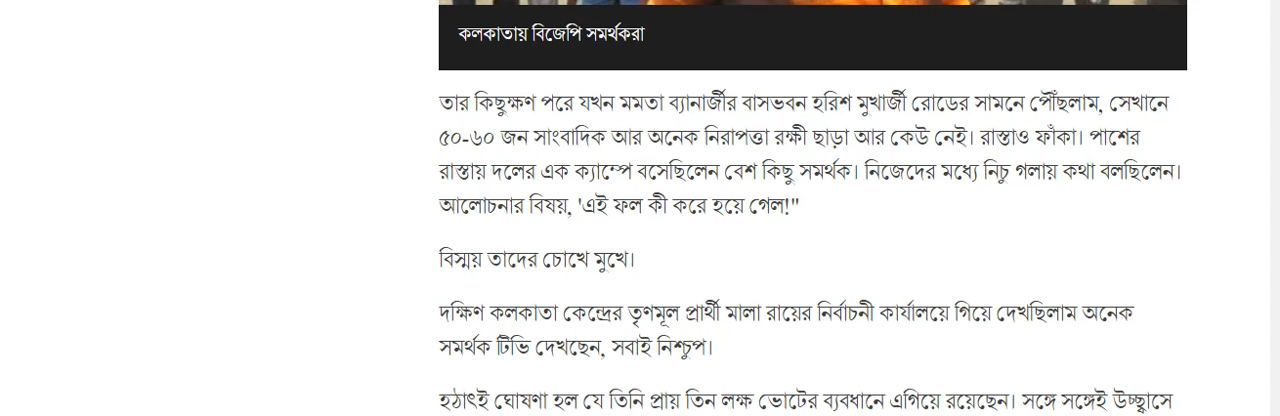 কলকাতায় বিজেপি সমর্থকরা
তার কিছুক্ষণ পরে যখন মমতা ব্যানার্জীর বাসভবন হরিশ মুখার্জী রোডের সামনে পৌঁছলাম, সেখানে
৫০-৬০ জন সাংবাদিক আর অনেক নিরাপত্তা রক্ষী ছাড়া আর কেউ নেই। রাস্তাও ফাঁকা। পাশের
রাস্তায় দলের এক ক্যাম্পে বসেছিলেন বেশ কিছু সমর্থক। নিজেদের মধ্যে নিচু গলায় কথা বলছিলেন।
আলোচনার বিষয়, 'এই ফল কী করে হয়ে গেল!"
বিস্ময় তাদের চোখে মুখে।
দক্ষিণ কলকাতা কেন্দ্রের তৃণমূল প্রার্থী মালা রায়ের নির্বাচনী কার্যালয়ে গিয়ে দেখছিলাম অনেক
সমর্থক টিভি দেখছেন, সবাই নিশ্চুপ।
হঠাৎই ঘোষণা হল যে তিনি প্রায় তিন লক্ষ ভোটের ব্যবধানে এগিয়ে রয়েছেন। সঙ্গে সঙ্গেই উচ্ছ্বাসে